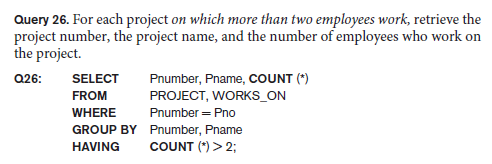 Query 26. For each project on which more than two employees work, retrieve the
project number, the project name, and the number of employees who work on
the project.
Q26: SELECT Pnumber, Pname, COUNT (*)
FROM PROJECT, WORKS_ON
WHERE Pnumber = Pno
GROUP BY Pnumber, Pname
HAVING COUNT (*) > 2;